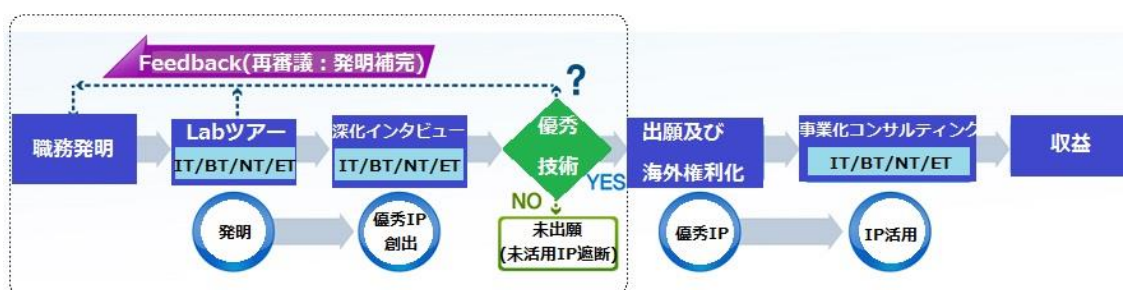 Feedback(再審議：発明補完)
?
職務発明
Labツアー
IT/BT/NT/ET
深化インタビュー
IT/BT/NT/ET
優秀
技術
YES
NO
出願及び
海外権利化
事業化コンサルティング
IT/BT/NT/ET
収益
発明
優秀IP
創出
未出願
(未活用IP遮断)
優秀IP
IP活用